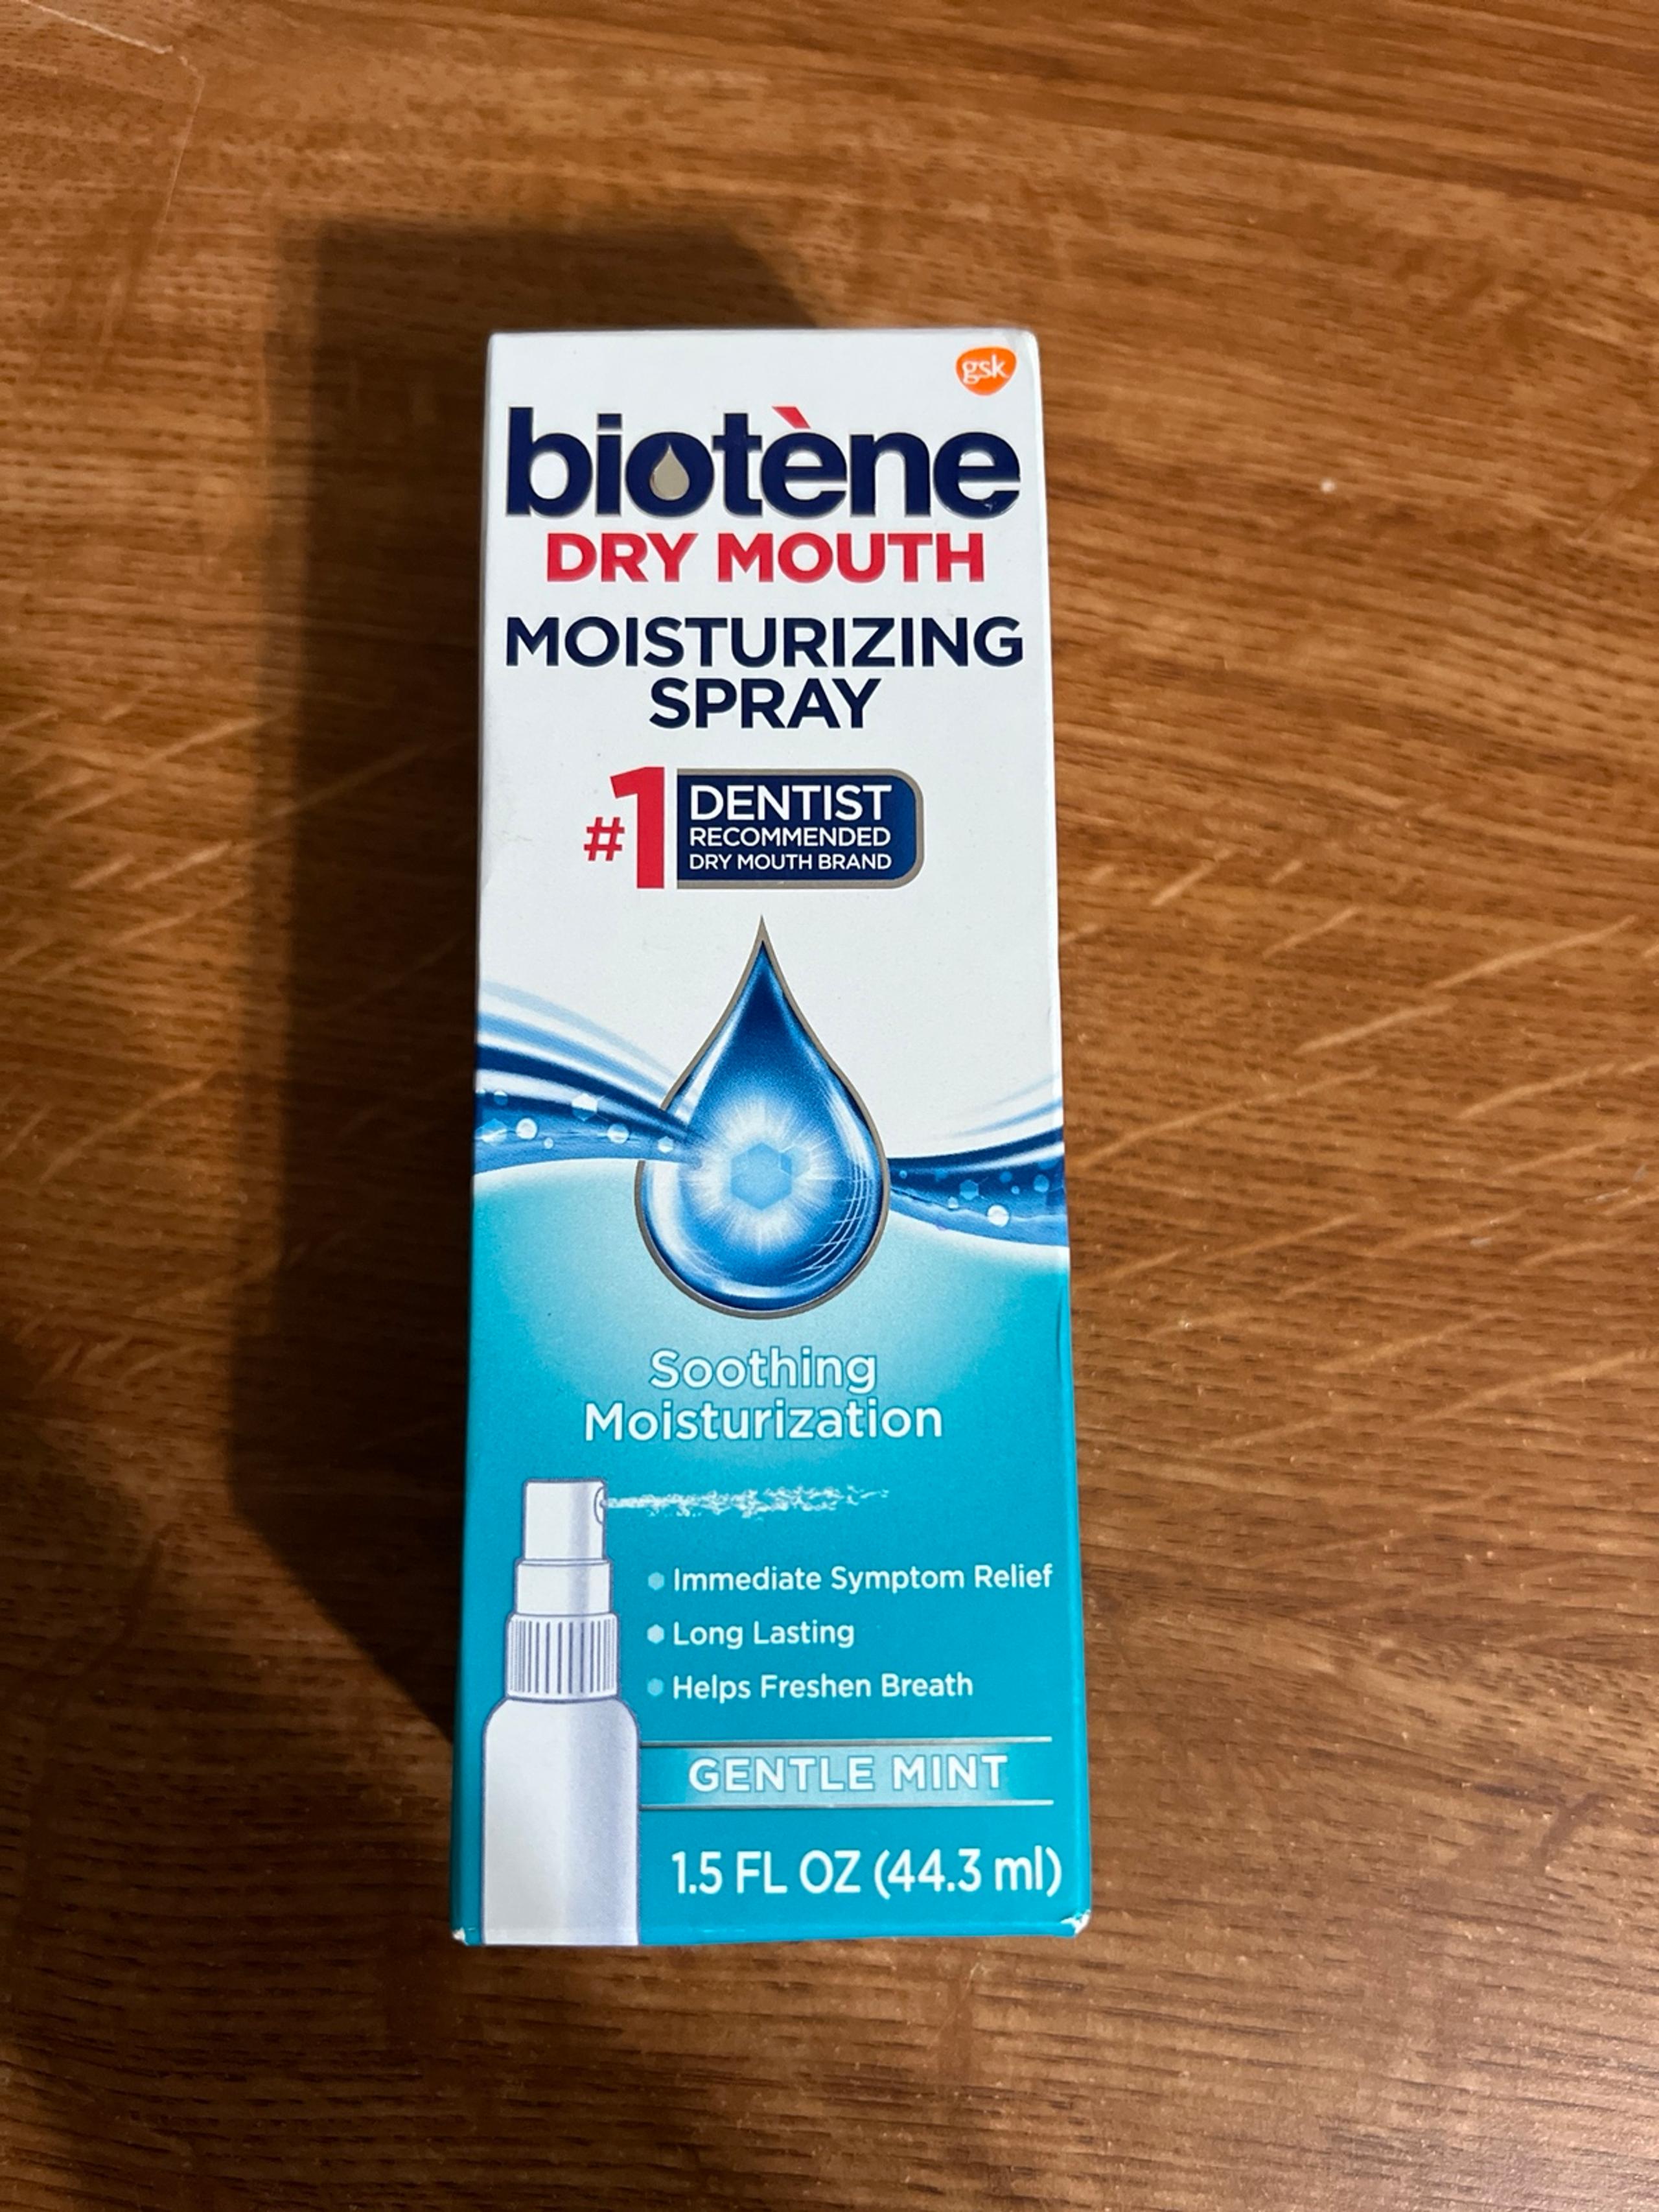 gsk
biotène
DRY MOUTH
MOISTURIZING
SPRAY
#1 DENTIST
RECOMMENDED
DRY MOUTH BRAND
Soothing
Moisturization
Immediate Symptom Relief
Long Lasting
Helps Freshen Breath
GENTLE MINT
1.5 FL OZ (44.3 ml)